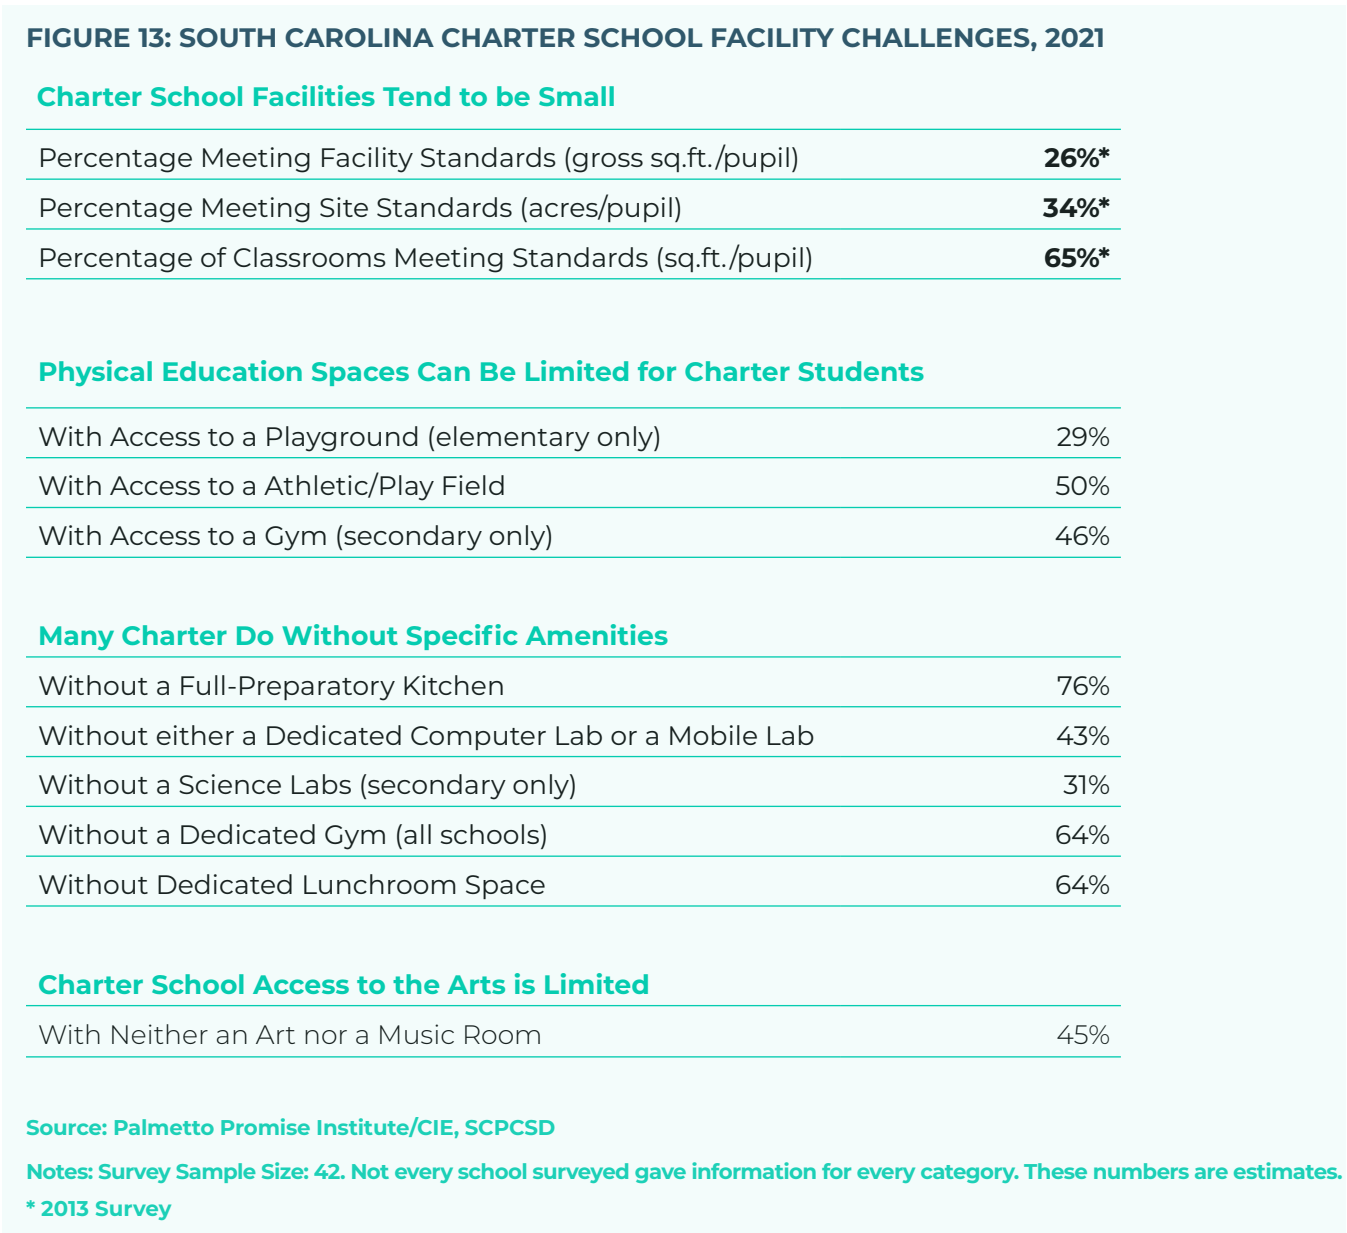 FIGURE 13: SOUTH CAROLINA CHARTER SCHOOL FACILITY CHALLENGES, 2021
Charter School Facilities Tend to be Small
Percentage Meeting Facility Standards (gross sq.ft./pupil) 26%*
Percentage Meeting Site Standards (acres/pupil) 34%*
Percentage of Classrooms Meeting Standards (sq.ft./pupil) 65%*
Physical Education Spaces Can Be Limited for Charter Students
With Access to a Playground (elementary only) 29%
With Access to a Athletic/Play Field 50%
With Access to a Gym (secondary only) 46%
Many Charter Do Without Specific Amenities
Without a Full-Preparatory Kitchen 76%
Without either a Dedicated Computer Lab or a Mobile Lab 43%
Without a Science Labs (secondary only) 31%
Without a Dedicated Gym (all schools) 64%
Without Dedicated Lunchroom Space 64%
Charter School Access to the Arts is Limited
With Neither an Art nor a Music Room 45%
Source: Palmetto Promise Institute/CIE, SCPCSD
Notes: Survey Sample Size: 42. Not every school surveyed gave information for every category. These numbers are estimates.
* 2013 Survey